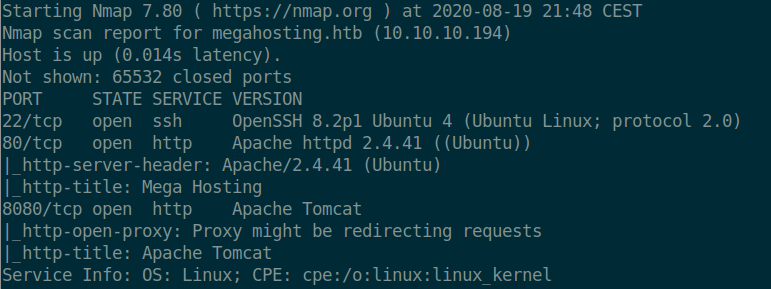 Starting Nmap 7.80 ( https://nmap.org ) at 2020-08-19 21:48 CEST
Nmap scan report for megahosting.htb (10.10.10.194)
Host is up (0.014s latency).
Not shown: 65532 closed ports
PORT     STATE SERVICE VERSION
22/tcp   open  ssh     OpenSSH 8.2p1 Ubuntu 4 (Ubuntu Linux; protocol 2.0)
80/tcp   open  http    Apache httpd 2.4.41 ((Ubuntu))
|_http-server-header: Apache/2.4.41 (Ubuntu)
|_http-title: Mega Hosting
8080/tcp open  http    Apache Tomcat
|_http-open-proxy: Proxy might be redirecting requests
|_http-title: Apache Tomcat
Service Info: OS: Linux; CPE: cpe:/o:linux:linux_kernel